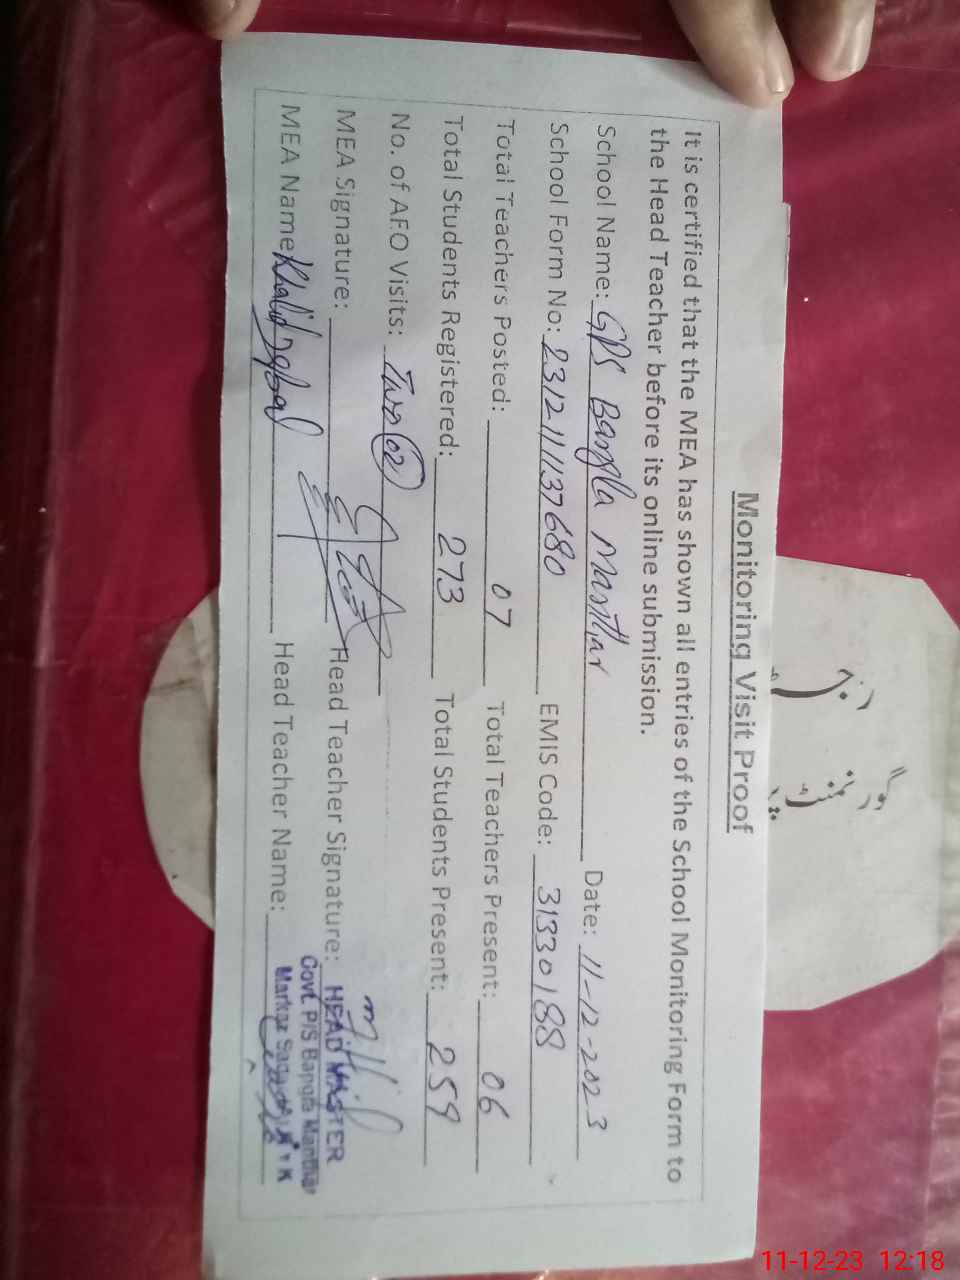 Monitoring Visit Proof
It is certified that the MEA has shown all entries of the School Monitoring Form to
the Head Teacher before its online submission.
School Name: GPS Bangla Manthar Date: 11-12-2023
School Form No: 2312111137680 EMIS Code: 31330188
Total Teachers Posted: 07 Total Teachers Present: 06
Total Students Registered: 273 Total Students Present: 259
No. of AFO Visits: Two (02)
MEA Signature: Head Teacher Signature:
MEA Name: Khalid Iqbal Head Teacher Name:
HEAD MASTER
Govt. P/S Bangla Manthar
Markaz
گورنمنٹ
11-12-23 12:18